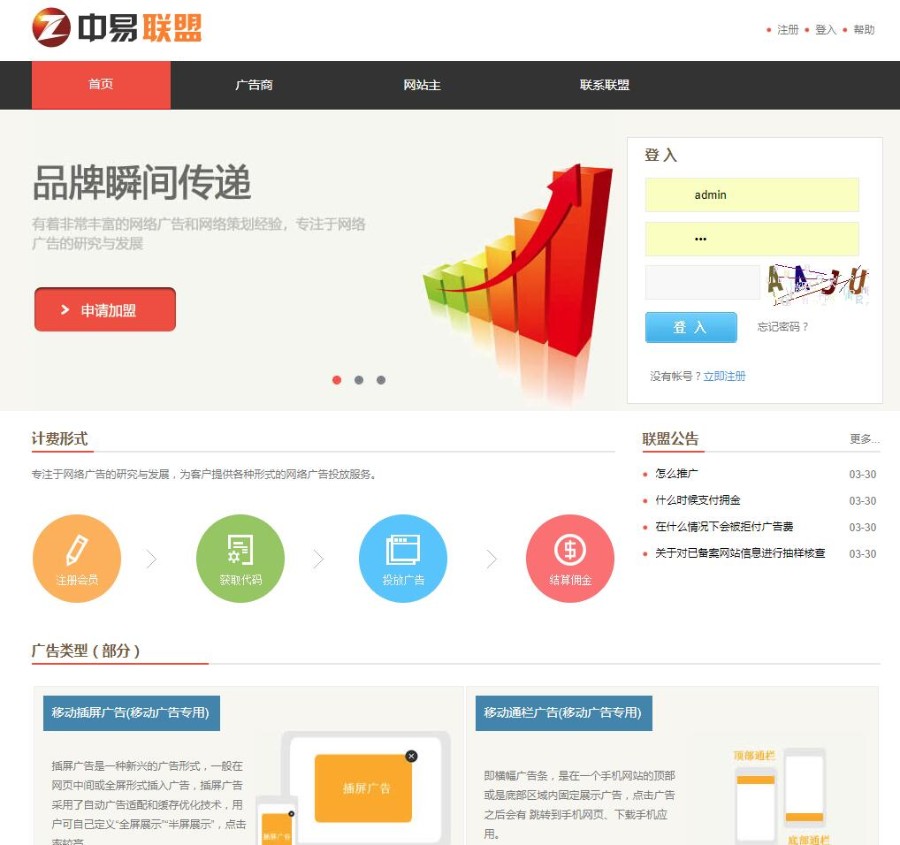 中易联盟
注册 登入 帮助
首页 广告商 网站主 联系联盟
品牌瞬间传递
有着非常丰富的网络广告和网络策划经验，专注于网络
广告的研究与发展
申请加盟
登 入
admin
•••
AAJU
登 入 忘记密码？
没有帐号？立即注册
计费形式
专注于网络广告的研究与发展，为客户提供各种形式的网络广告投放服务。
注册会员 获取代码 投放广告 结算佣金
联盟公告 更多...
怎么推广 03-30
什么时候支付拥金 03-30
在什么情况下会被拒付广告费 03-30
关于对已备案网站信息进行抽样核查 03-30
广告类型（部分）
移动插屏广告(移动广告专用)
插屏广告是一种新兴的广告形式，一般在
网页中间或全屏形式插入广告，插屏广告
采用了自动广告适配和缓存优化技术，用
户可自己定义“全屏展示”“半屏展示”，点击
率较高
插屏广告
插屏广告
移动通栏广告(移动广告专用)
即横幅广告条，是在一个手机网站的顶部
或是底部区域内固定展示广告，点击广告
之后会有 跳转到手机网页、下载手机应
用。
顶部通栏
底部通栏